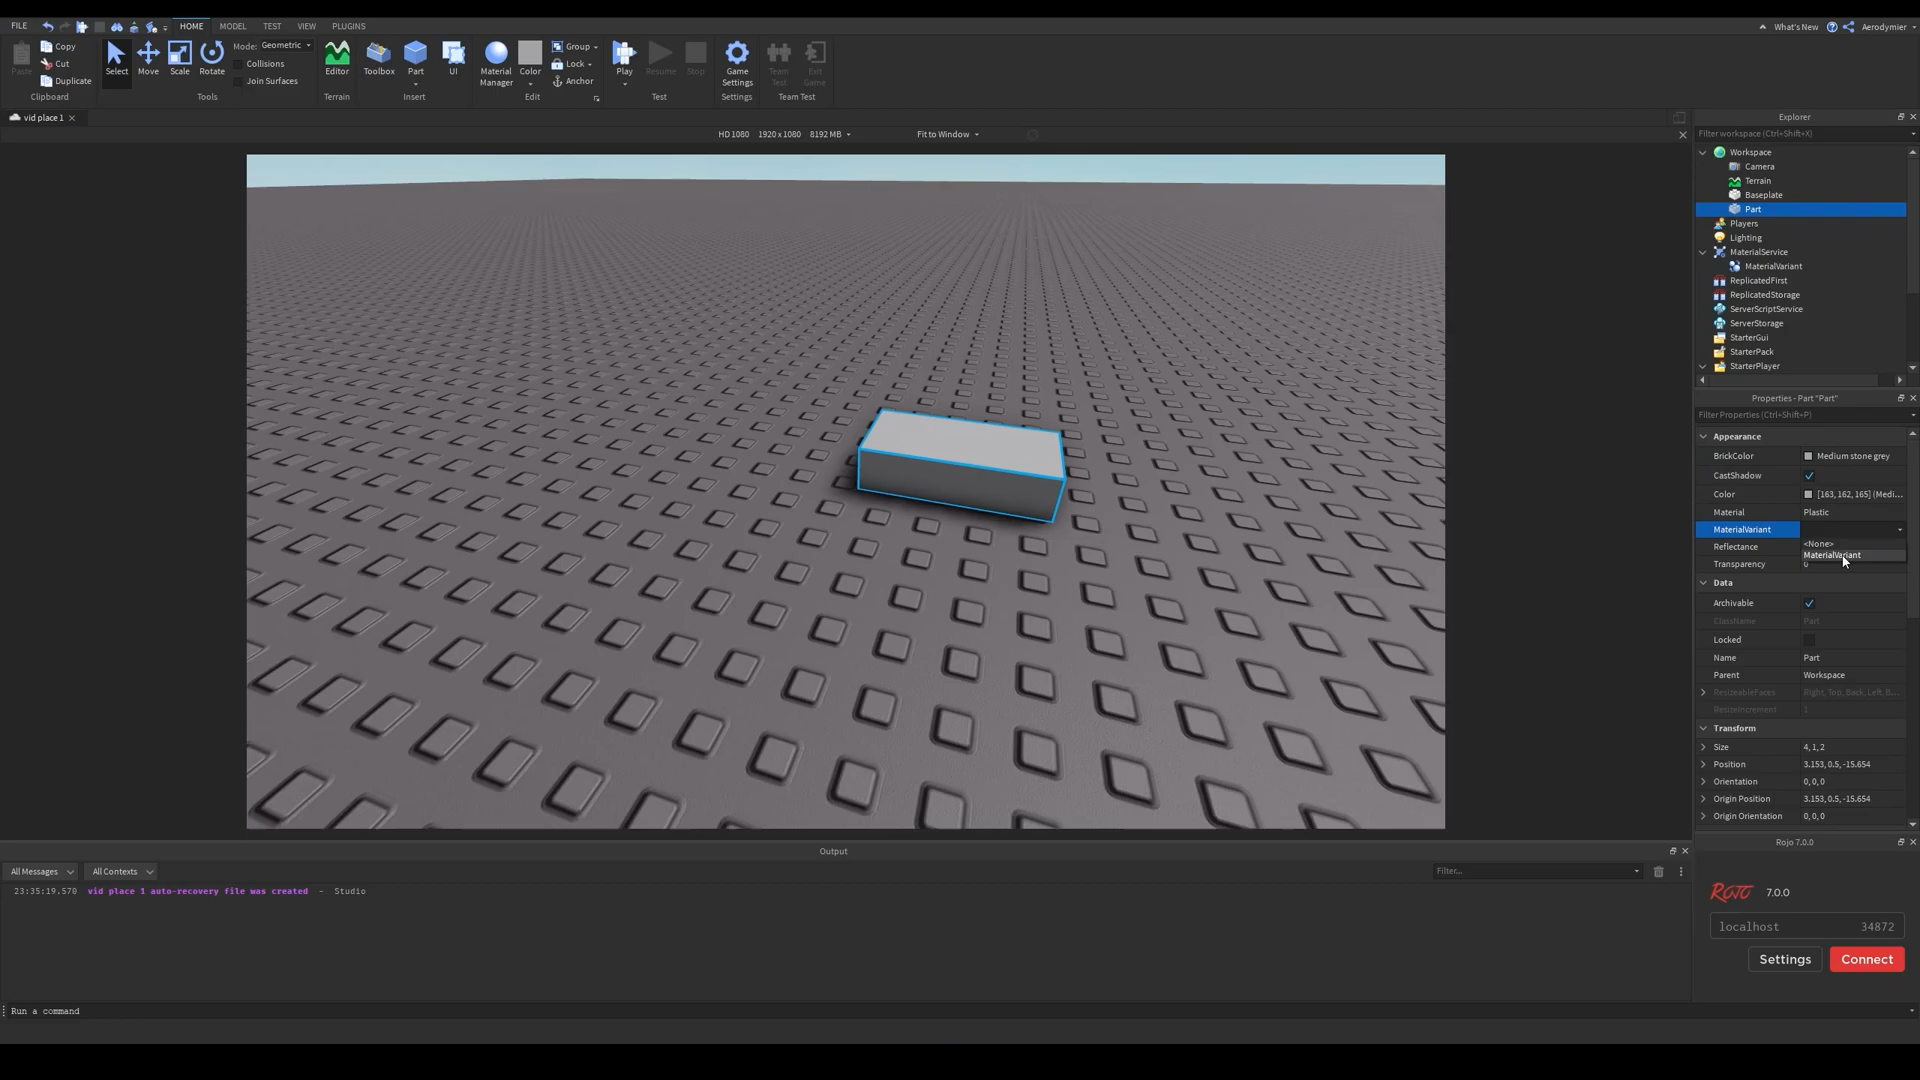 FILE HOME MODEL TEST VIEW PLUGINS What's New Aerodymier
Paste Copy Cut Duplicate Clipboard
Select Move Scale Rotate Mode: Geometric Collisions Join Surfaces Tools
Editor Terrain
Toolbox Part UI Insert
Material Manager Color Group Lock Anchor Edit
Play Resume Stop Test
Game Settings Settings
Team Test Exit Game Team Test
vid place 1
HD 1080 1920 x 1080 8192 MB Fit to Window
Explorer
Filter workspace (Ctrl+Shift+X)
Workspace
Camera
Terrain
Baseplate
Part
Players
Lighting
MaterialService
MaterialVariant
ReplicatedFirst
ReplicatedStorage
ServerScriptService
ServerStorage
StarterGui
StarterPack
StarterPlayer
Properties - Part "Part"
Filter Properties (Ctrl+Shift+P)
Appearance
BrickColor Medium stone grey
CastShadow
Color [163, 162, 165] (Medi...
Material Plastic
MaterialVariant
<None>
Reflectance
MaterialVariant
Transparency 0
Data
Archivable
ClassName Part
Locked
Name Part
Parent Workspace
ResizeableFaces Right, Top, Back, Left, B...
ResizeIncrement 1
Transform
Size 4, 1, 2
Position 3.153, 0.5, -15.654
Orientation 0, 0, 0
Origin Position 3.153, 0.5, -15.654
Origin Orientation 0, 0, 0
Output
All Messages All Contexts Filter...
23:35:19.570 vid place 1 auto-recovery file was created - Studio
Rojo 7.0.0
ROJO 7.0.0
localhost 34872
Settings Connect
Run a command